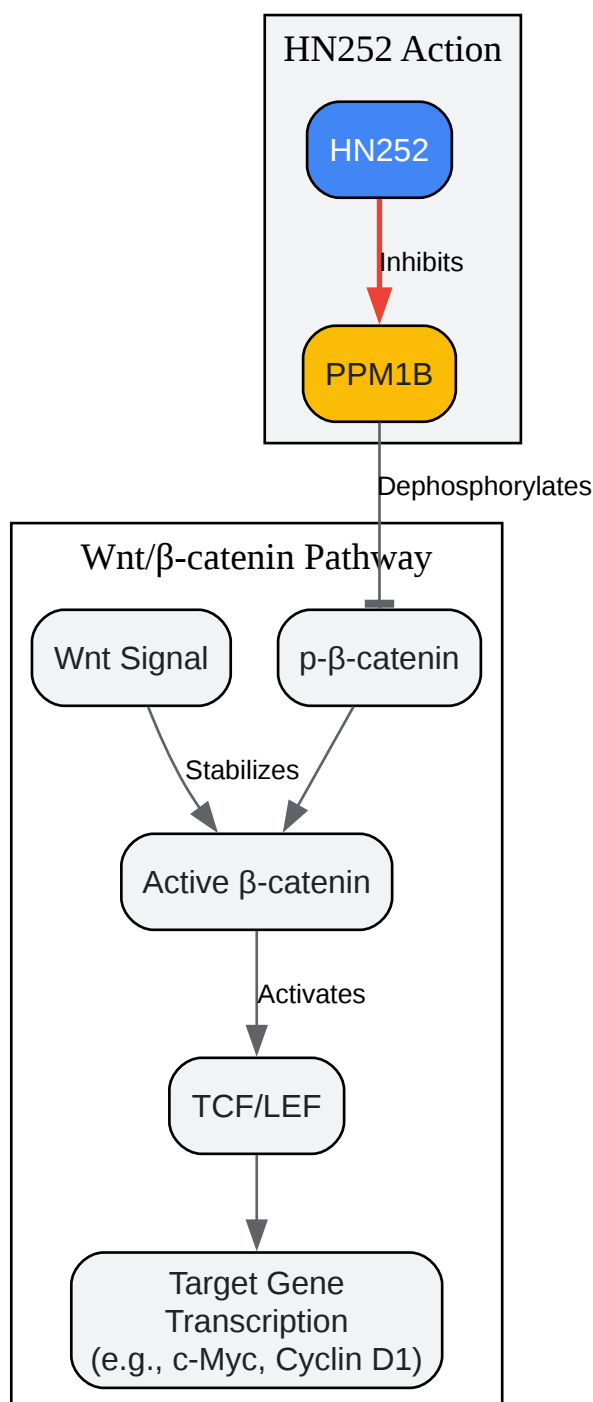 HN252 Action
HN252
Inhibits
PPM1B
Dephosphorylates
Wnt/β-catenin Pathway
Wnt Signal
p-β-catenin
Stabilizes
Active β-catenin
Activates
TCF/LEF
Target Gene
Transcription
(e.g., c-Myc, Cyclin D1)